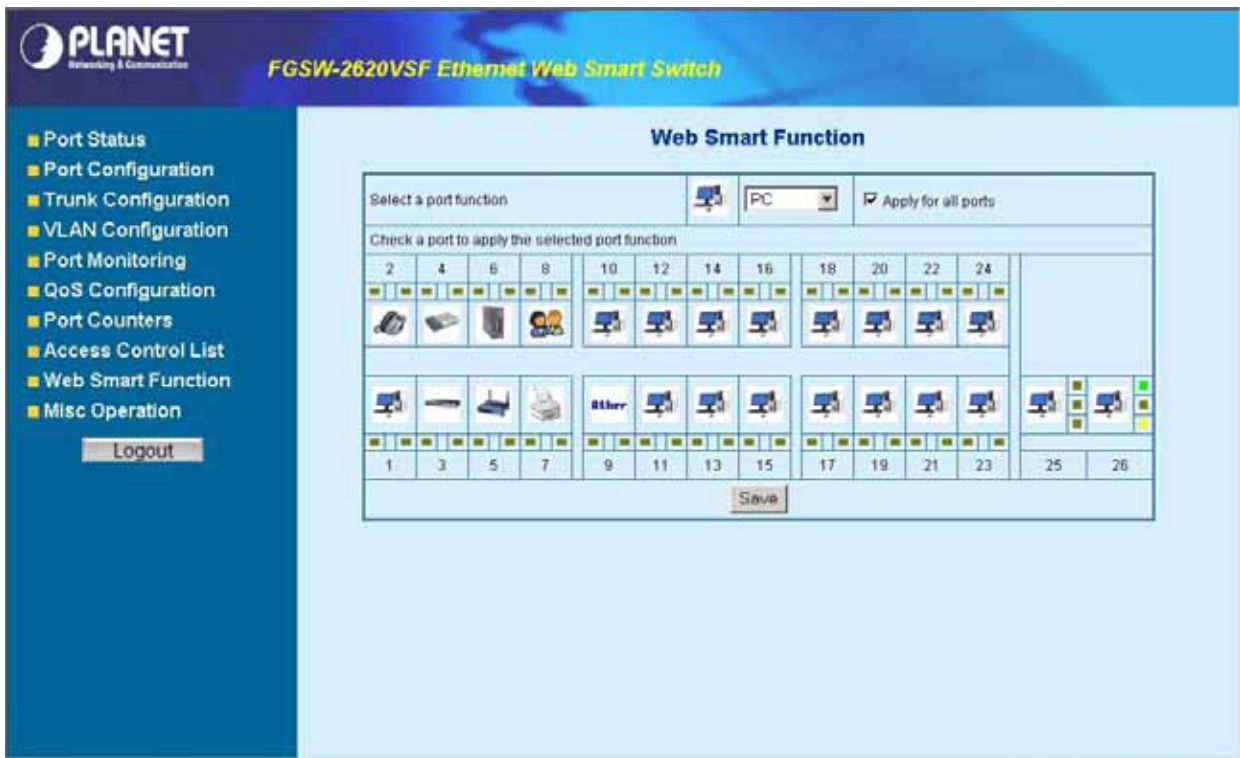 PLANET
Networking & Communication
FGSW-2620VSF Ethernet Web Smart Switch
Port Status
Port Configuration
Trunk Configuration
VLAN Configuration
Port Monitoring
QoS Configuration
Port Counters
Access Control List
Web Smart Function
Misc Operation
Logout
Web Smart Function
Select a port function
PC
Apply for all ports
Check a port to apply the selected port function
2 4 6 8 10 12 14 16 18 20 22 24
Other
1 3 5 7 9 11 13 15 17 19 21 23 25 26
Save